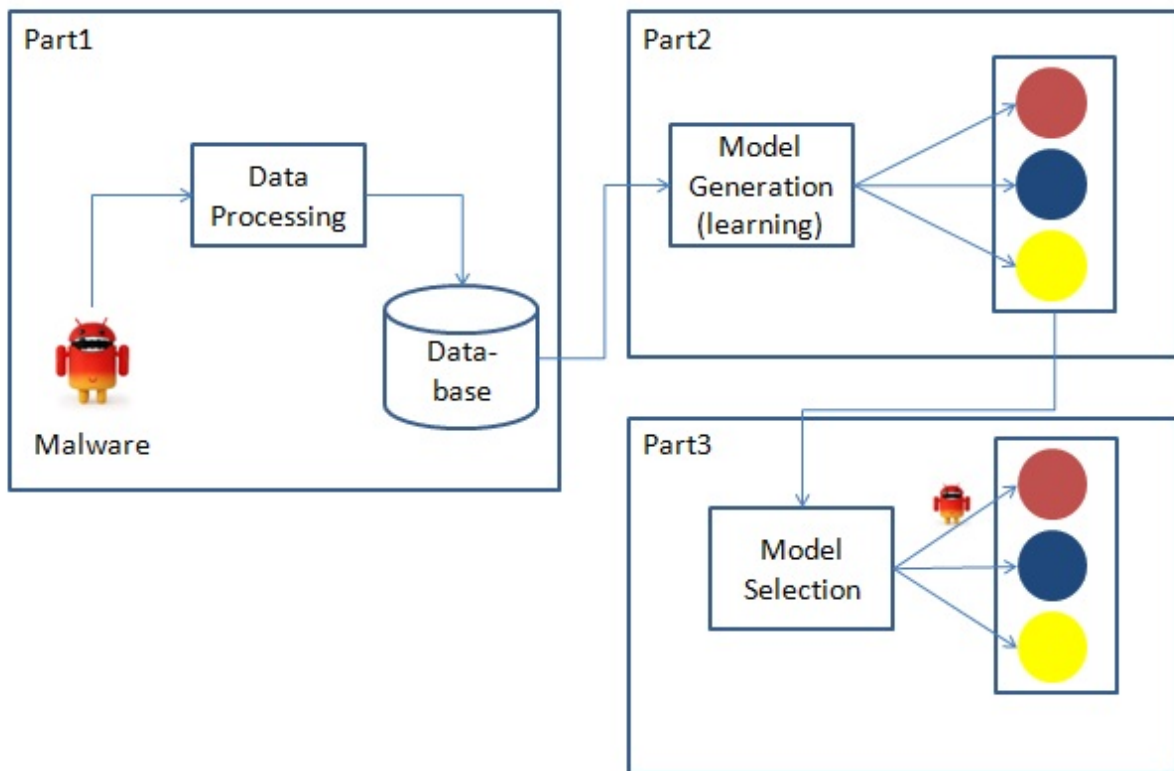 Part1
Data
Processing
Data-
base
Malware
Part2
Model
Generation
(learning)
Part3
Model
Selection